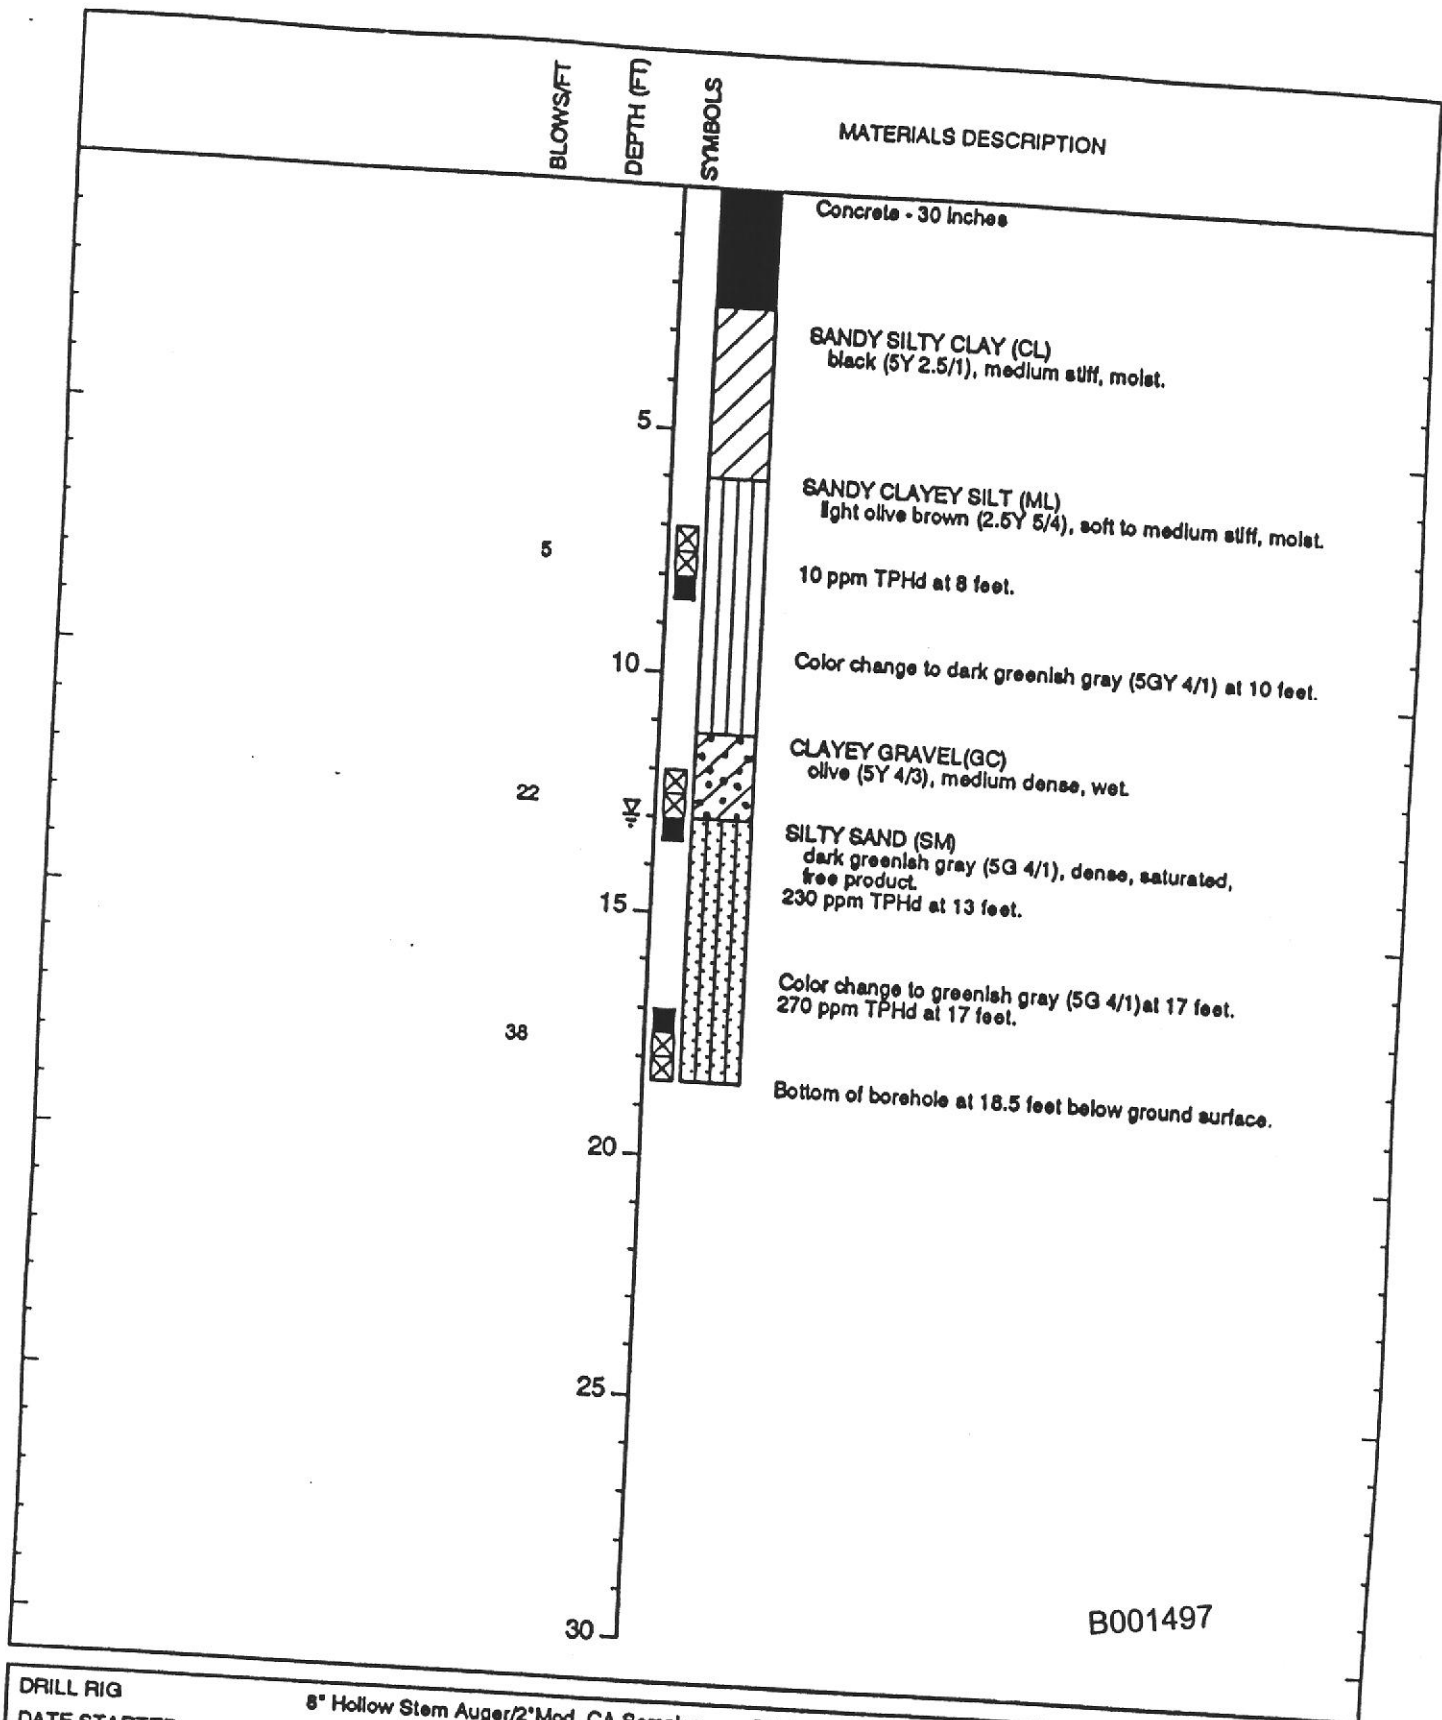 BLOWS/FT
DEPTH (FT)
SYMBOLS
MATERIALS DESCRIPTION
Concrete - 30 inches
SANDY SILTY CLAY (CL)
black (5Y 2.5/1), medium stiff, moist.
5
SANDY CLAYEY SILT (ML)
light olive brown (2.5Y 5/4), soft to medium stiff, moist.
5
10 ppm TPHd at 8 feet.
10
Color change to dark greenish gray (5GY 4/1) at 10 feet.
CLAYEY GRAVEL(GC)
olive (5Y 4/3), medium dense, wet.
22
SILTY SAND (SM)
dark greenish gray (5G 4/1), dense, saturated,
free product.
230 ppm TPHd at 13 feet.
15
Color change to greenish gray (5G 4/1)at 17 feet.
270 ppm TPHd at 17 feet.
38
Bottom of borehole at 18.5 feet below ground surface.
20
25
30
B001497
DRILL RIG
8" Hollow Stem Auger/2"Mod. CA
DATE STARTED